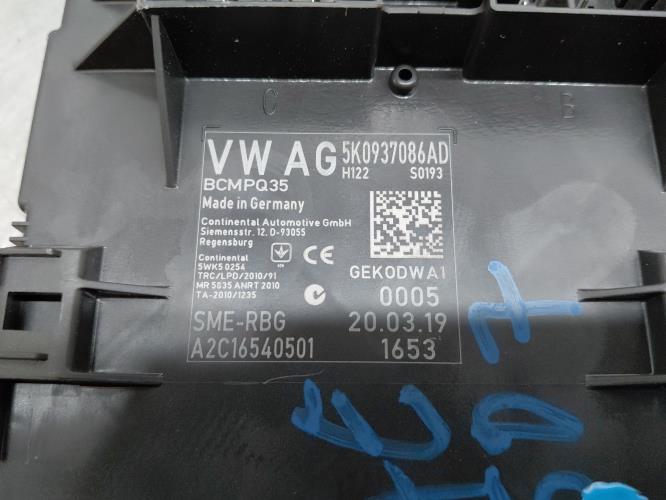 C B
VW AG 5K0937086AD
H122 S0193
BCMPQ35
Made in Germany
Continental Automotive GmbH
Siemensstr. 12, D-93055
Regensburg
CE
Continental
5WK50254
TRC/LPD/2010/91
MR 5035 ANRT 2010
TA-2010/1235
GEKODWA1
0005
SME-RBG 20.03.19
A2C16540501 1653